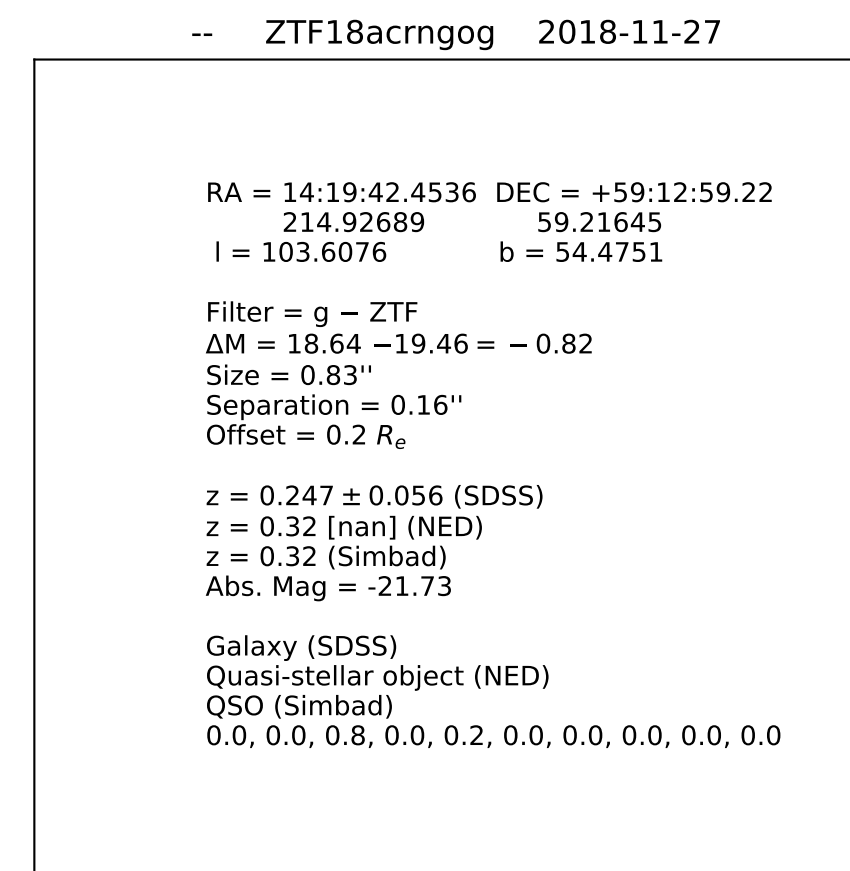 -- ZTF18acrngog 2018-11-27
RA = 14:19:42.4536 DEC = +59:12:59.22
214.92689 59.21645
l = 103.6076 b = 54.4751
Filter = g − ZTF
ΔM = 18.64 −19.46 = − 0.82
Size = 0.83''
Separation = 0.16''
Offset = 0.2 Rₑ
z = 0.247 ± 0.056 (SDSS)
z = 0.32 [nan] (NED)
z = 0.32 (Simbad)
Abs. Mag = -21.73
Galaxy (SDSS)
Quasi-stellar object (NED)
QSO (Simbad)
0.0, 0.0, 0.8, 0.0, 0.2, 0.0, 0.0, 0.0, 0.0, 0.0